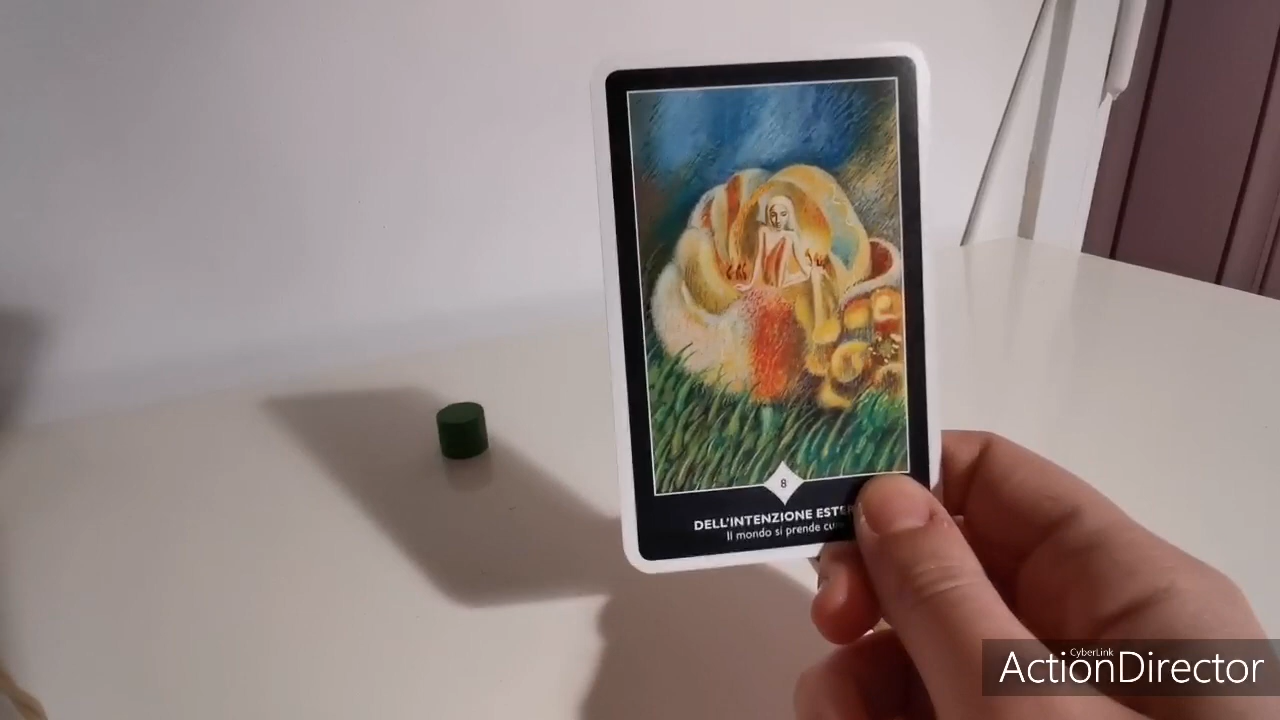 8
DELL'INTENZIONE
Il mondo si prende
CyberLink
ActionDirector